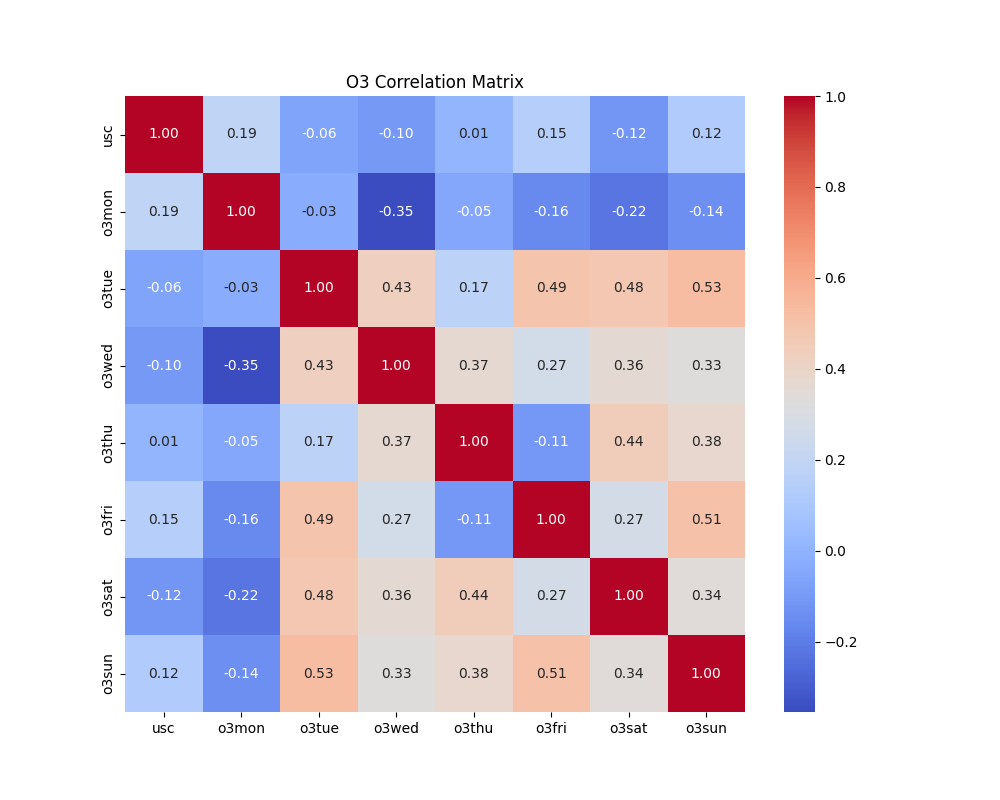 O3 Correlation Matrix
usc 1.00 0.19 -0.06 -0.10 0.01 0.15 -0.12 0.12
o3mon 0.19 1.00 -0.03 -0.35 -0.05 -0.16 -0.22 -0.14
o3tue -0.06 -0.03 1.00 0.43 0.17 0.49 0.48 0.53
o3wed -0.10 -0.35 0.43 1.00 0.37 0.27 0.36 0.33
o3thu 0.01 -0.05 0.17 0.37 1.00 -0.11 0.44 0.38
o3fri 0.15 -0.16 0.49 0.27 -0.11 1.00 0.27 0.51
o3sat -0.12 -0.22 0.48 0.36 0.44 0.27 1.00 0.34
o3sun 0.12 -0.14 0.53 0.33 0.38 0.51 0.34 1.00
usc o3mon o3tue o3wed o3thu o3fri o3sat o3sun
1.0
0.8
0.6
0.4
0.2
0.0
−0.2